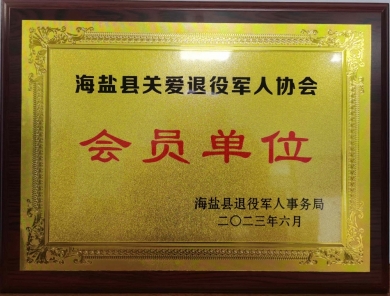 海盐县关爱退役军人协会
会员单位
海盐县退役军人事务局
二〇二三年六月